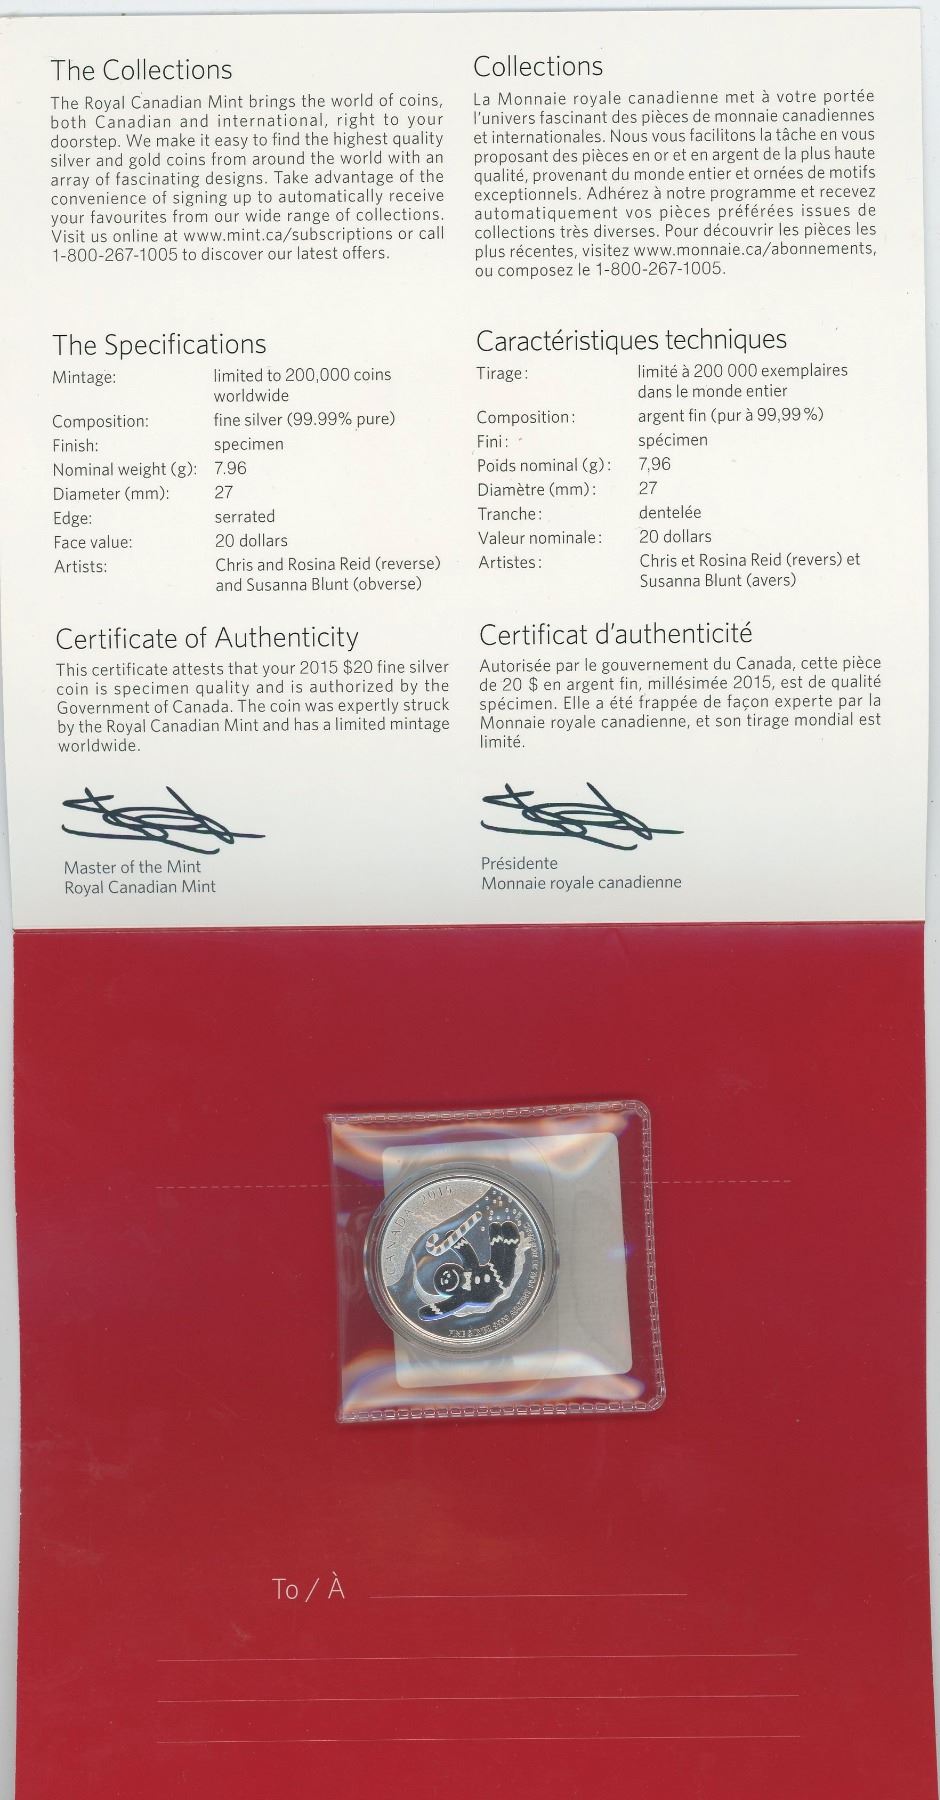 The Collections
The Royal Canadian Mint brings the world of coins,
both Canadian and international, right to your
doorstep. We make it easy to find the highest quality
silver and gold coins from around the world with an
array of fascinating designs. Take advantage of the
convenience of signing up to automatically receive
your favourites from our wide range of collections.
Visit us online at www.mint.ca/subscriptions or call
1-800-267-1005 to discover our latest offers.
Collections
La Monnaie royale canadienne met à votre portée
l'univers fascinant des pièces de monnaie canadiennes
et internationales. Nous vous facilitons la tâche en vous
proposant des pièces en or et en argent de la plus haute
qualité, provenant du monde entier et ornées de motifs
exceptionnels. Adhérez à notre programme et recevez
automatiquement vos pièces préférées issues de
collections très diverses. Pour découvrir les pièces les
plus récentes, visitez www.monnaie.ca/abonnements,
ou composez le 1-800-267-1005.
The Specifications
Mintage: limited to 200,000 coins
worldwide
Composition: fine silver (99.99% pure)
Finish: specimen
Nominal weight (g): 7.96
Diameter (mm): 27
Edge: serrated
Face value: 20 dollars
Artists: Chris and Rosina Reid (reverse)
and Susanna Blunt (obverse)
Caractéristiques techniques
Tirage: limité à 200 000 exemplaires
dans le monde entier
Composition: argent fin (pur à 99,99 %)
Fini: spécimen
Poids nominal (g): 7,96
Diamètre (mm): 27
Tranche: dentelée
Valeur nominale: 20 dollars
Artistes: Chris et Rosina Reid (revers) et
Susanna Blunt (avers)
Certificate of Authenticity
This certificate attests that your 2015 $20 fine silver
coin is specimen quality and is authorized by the
Government of Canada. The coin was expertly struck
by the Royal Canadian Mint and has a limited mintage
worldwide.
Master of the Mint
Royal Canadian Mint
Certificat d'authenticité
Autorisée par le gouvernement du Canada, cette pièce
de 20 $ en argent fin, millésimée 2015, est de qualité
spécimen. Elle a été frappée de façon experte par la
Monnaie royale canadienne, et son tirage mondial est
limité.
Présidente
Monnaie royale canadienne
CANADA 2015
FINE SILVER 9999 ARGENT PUR 20 DOLLARS
To / À